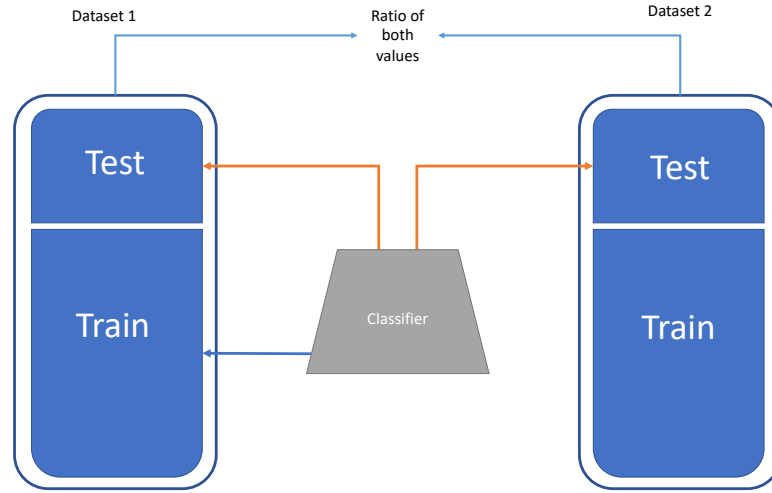 Dataset 1
Ratio of
both
values
Dataset 2
Test
Test
Train
Classifier
Train